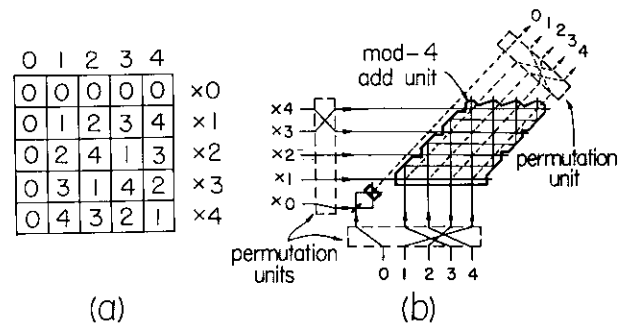 0 1 2 3 4
0 0 0 0 0 ×0
0 1 2 3 4 ×1
0 2 4 1 3 ×2
0 3 1 4 2 ×3
0 4 3 2 1 ×4
(a)
0 1 2 3 4
mod-4
add unit
×4
×3
×2
×1
×0
permutation
unit
permutation
units
0 1 2 3 4
(b)